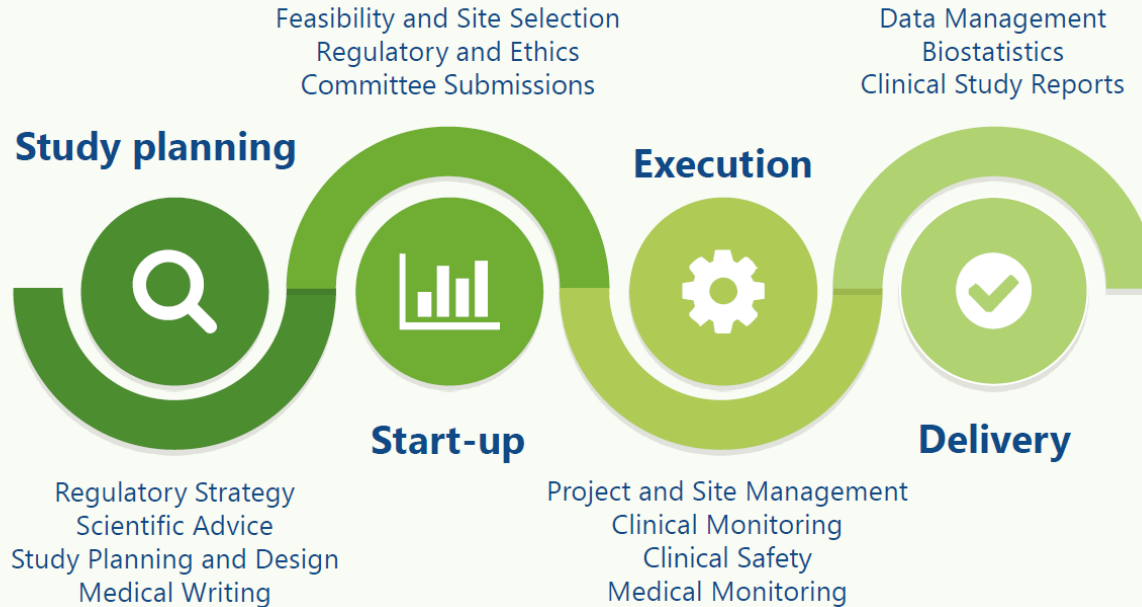 Study planning
Regulatory Strategy
Scientific Advice
Study Planning and Design
Medical Writing
Feasibility and Site Selection
Regulatory and Ethics
Committee Submissions
Start-up
Execution
Project and Site Management
Clinical Monitoring
Clinical Safety
Medical Monitoring
Data Management
Biostatistics
Clinical Study Reports
Delivery